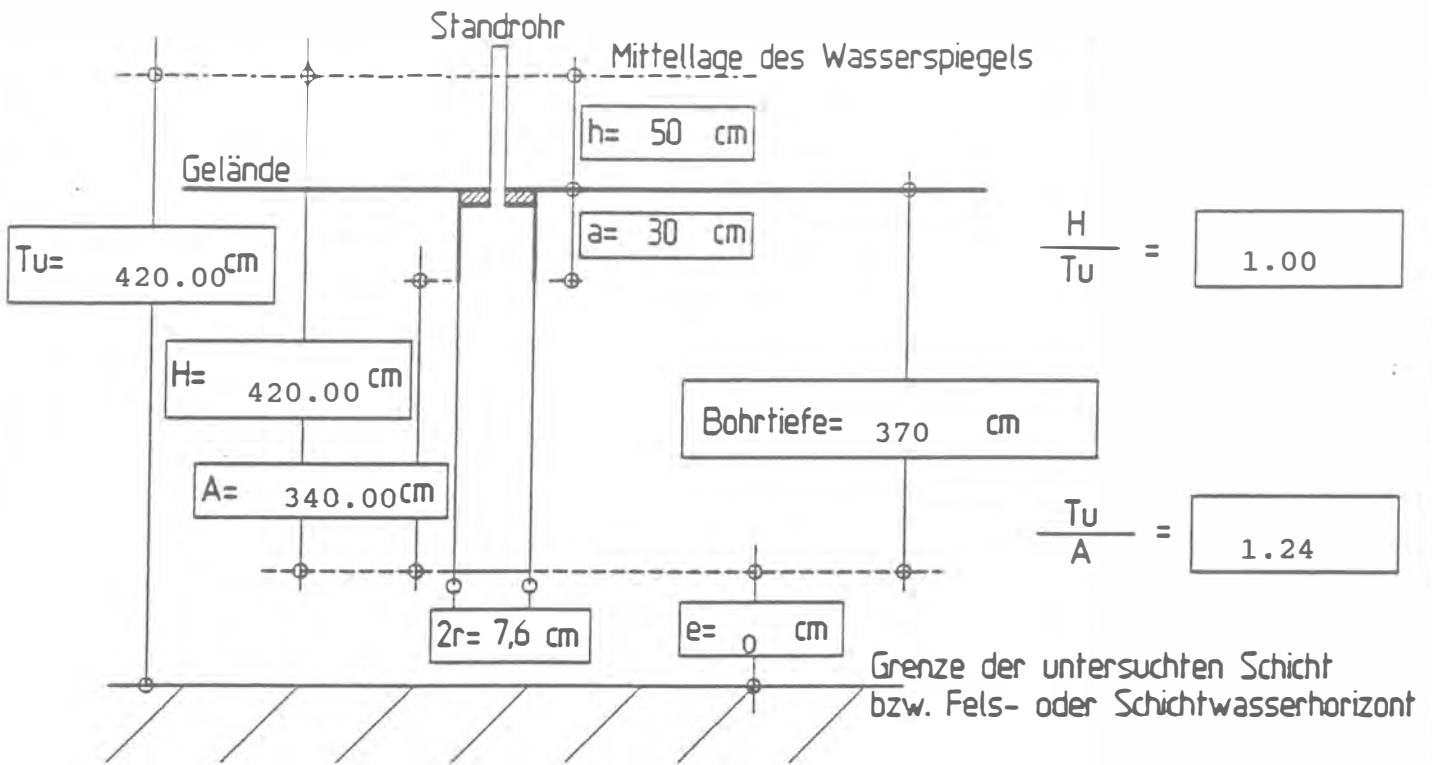 Standrohr
Mittellage des Wasserspiegels
h= 50 cm
Gelände
a= 30 cm
H
Tu
=
1.00
Tu= 420.00cm
H= 420.00 cm
Bohrtiefe= 370 cm
A= 340.00cm
Tu
A
=
1.24
2r= 7,6 cm
e= 0 cm
Grenze der untersuchten Schicht
bzw. Fels- oder Schichtwasserhorizont